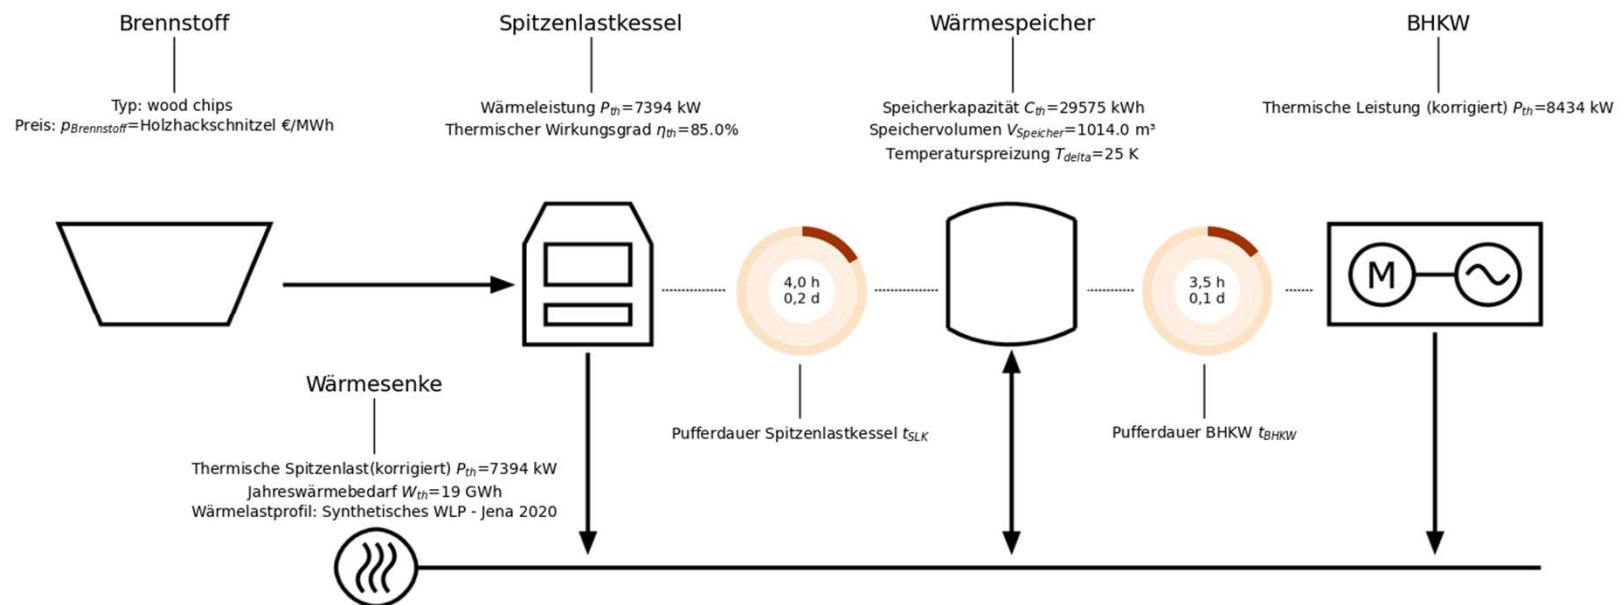 Brennstoff
Typ: wood chips
Preis: pBrennstoff=Holzhackschnitzel €/MWh
Spitzenlastkessel
Wärmeleistung Pth=7394 kW
Thermischer Wirkungsgrad ηth=85.0%
Wärmespeicher
Speicherkapazität Cth=29575 kWh
Speichervolumen VSpeicher=1014.0 m³
Temperaturspreizung Tdelta=25 K
BHKW
Thermische Leistung (korrigiert) Pth=8434 kW
4,0 h
0,2 d
3,5 h
0,1 d
M
Pufferdauer Spitzenlastkessel tSLK
Pufferdauer BHKW tBHKW
Wärmesenke
Thermische Spitzenlast(korrigiert) Pth=7394 kW
Jahreswärmebedarf Wth=19 GWh
Wärmelastprofil: Synthetisches WLP - Jena 2020